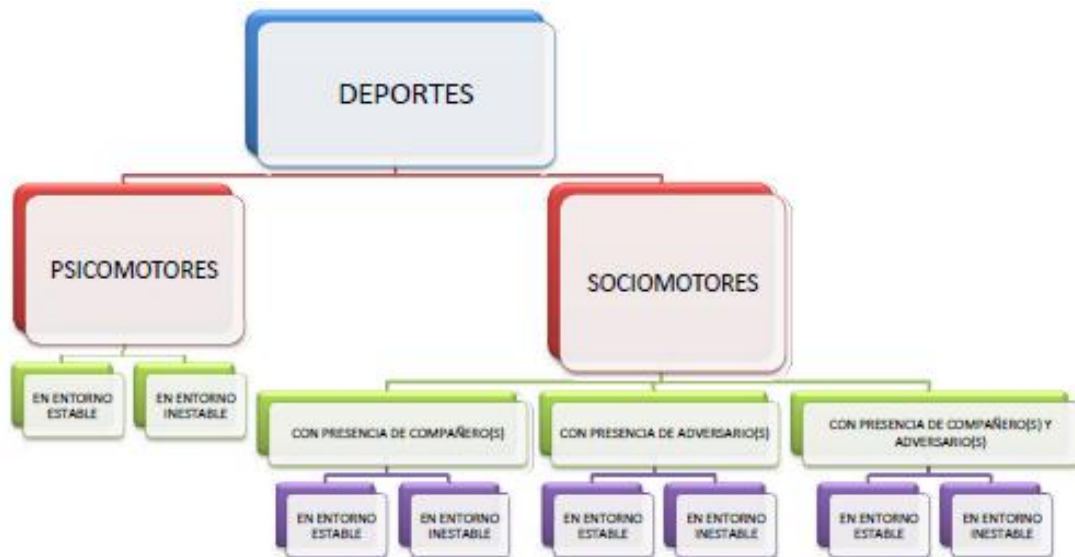 DEPORTES
PSICOMOTORES
SOCIOMOTORES
EN ENTORNO
ESTABLE
EN ENTORNO
INESTABLE
CON PRESENCIA DE COMPAÑERO(S)
CON PRESENCIA DE ADVERSARIO(S)
CON PRESENCIA DE COMPAÑERO(S) Y
ADVERSARIO(S)
EN ENTORNO
ESTABLE
EN ENTORNO
INESTABLE
EN ENTORNO
ESTABLE
EN ENTORNO
INESTABLE
EN ENTORNO
ESTABLE
EN ENTORNO
INESTABLE